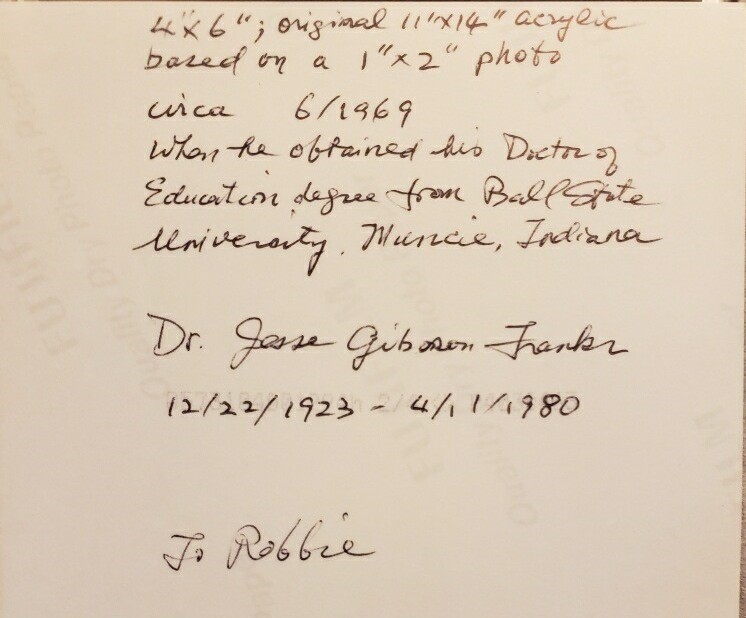 4"x6"; original 11"x14" acrylic
based on a 1"x2" photo
circa 6/1969
When he obtained his Doctor of
Education degree from Ball State
University, Muncie, Indiana
Dr. Jesse Gibson Franks
12/22/1923 - 4/11/1980
To Robbie